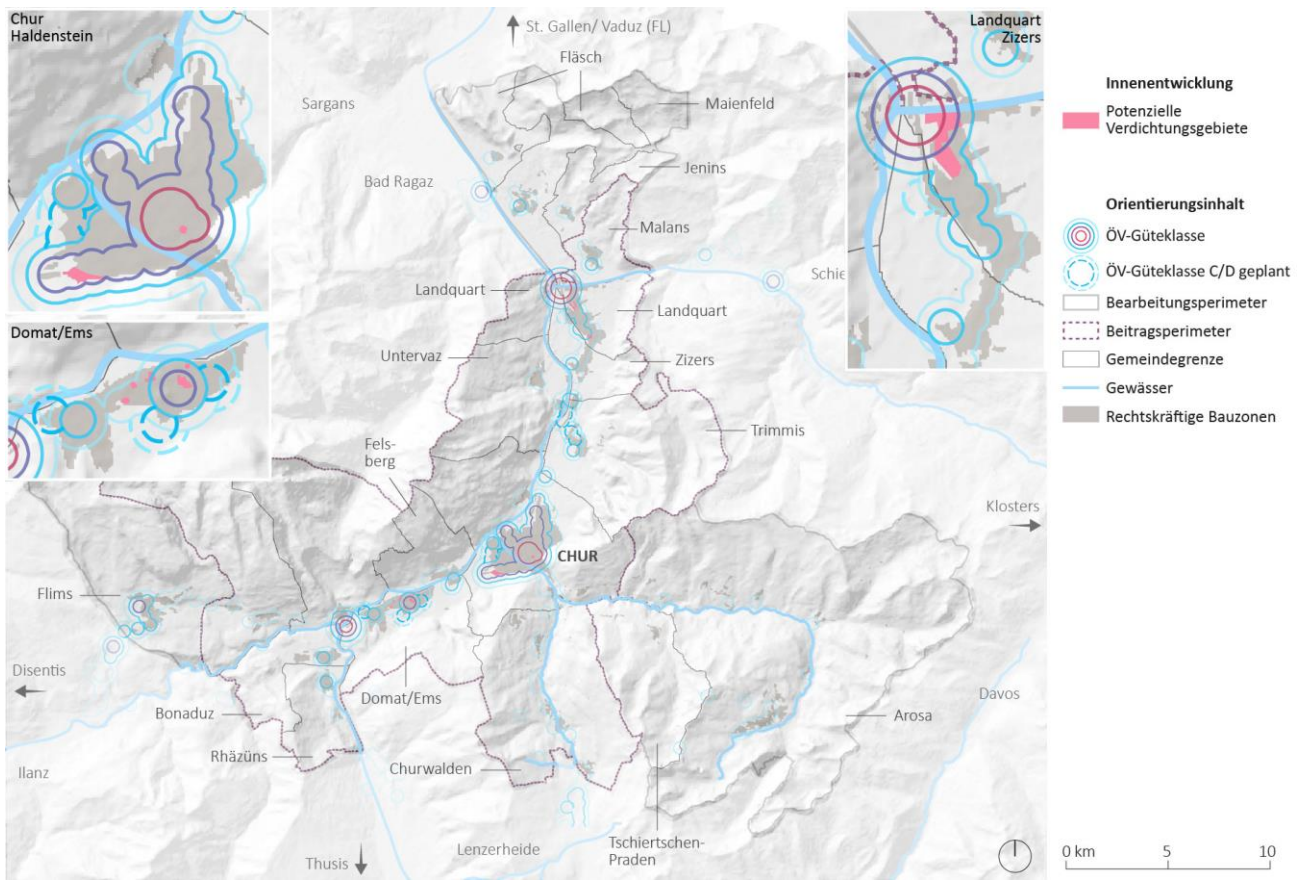 Chur
Haldenstein
St. Gallen/ Vaduz (FL)
Landquart
Zizers
Fläsch
Maienfeld
Sargans
Jenins
Bad Ragaz
Malans
Schie
Landquart
Landquart
Domat/Ems
Untervaz
Zizers
Trimmis
Fels-
berg
Klosters
CHUR
Flims
Disentis
Domat/Ems
Davos
Bonaduz
Arosa
Rhäzüns
Ilanz
Churwalden
Tschiertschen-
Praden
Lenzerheide
Thusis
Innenentwicklung
Potenzielle
Verdichtungsgebiete
Orientierungsinhalt
ÖV-Güteklasse
ÖV-Güteklasse C/D geplant
Bearbeitungsperimeter
Beitragsperimeter
Gemeindegrenze
Gewässer
Rechtskräftige Bauzonen
0 km 5 10